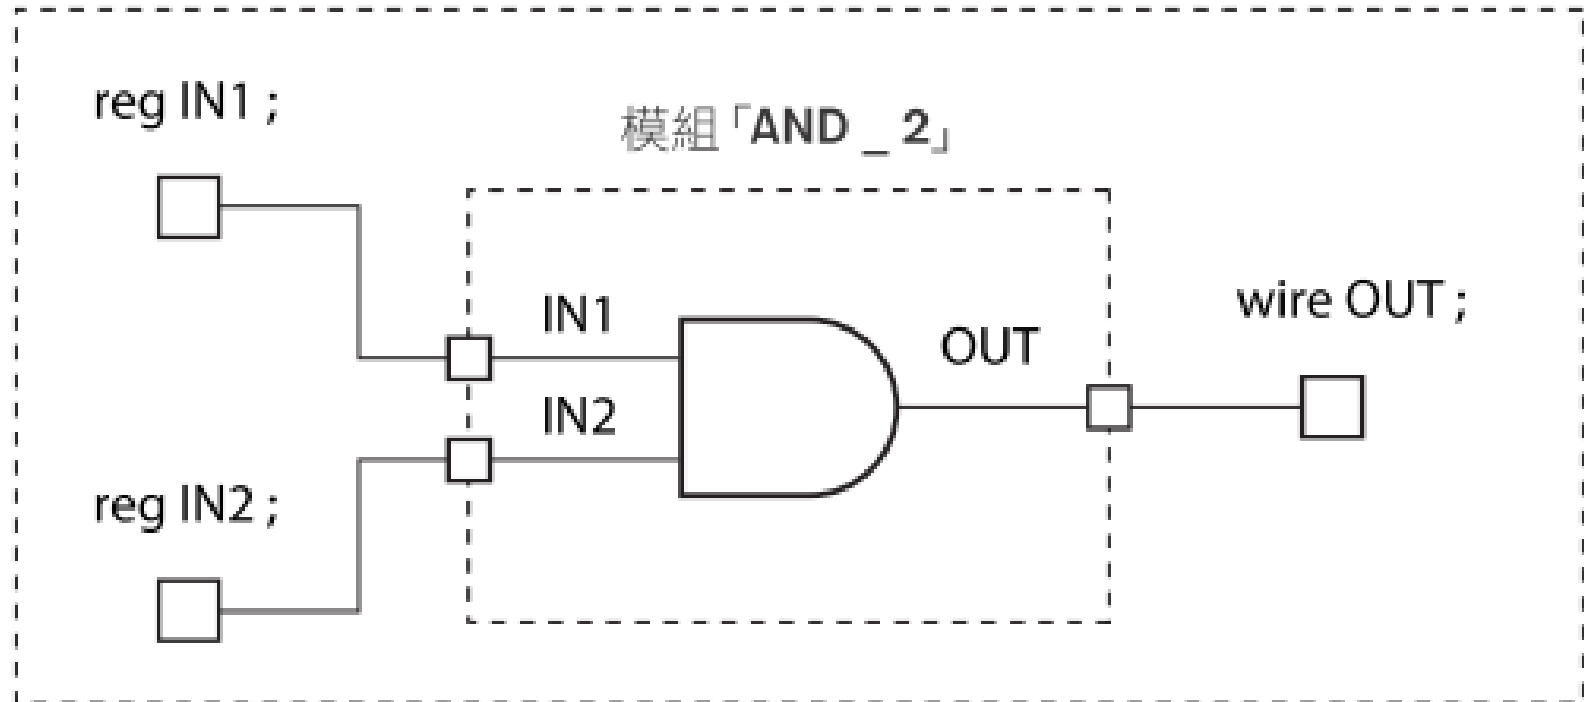 reg IN1 ;
模組「AND _ 2」
IN1
OUT
wire OUT ;
IN2
reg IN2 ;